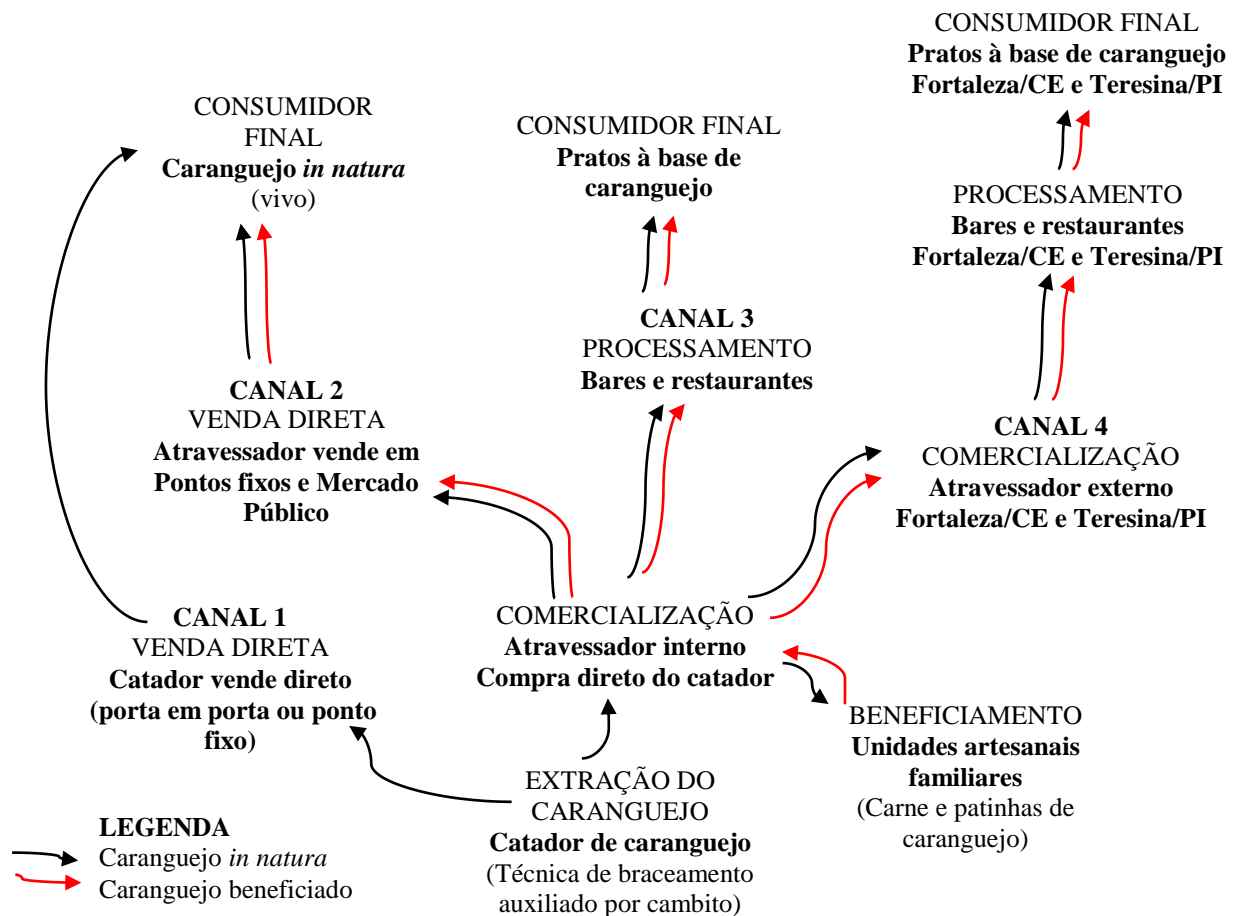 CONSUMIDOR FINAL
Pratos à base de caranguejo
Fortaleza/CE e Teresina/PI
CONSUMIDOR
FINAL
Caranguejo in natura
(vivo)
CONSUMIDOR FINAL
Pratos à base de
caranguejo
PROCESSAMENTO
Bares e restaurantes
Fortaleza/CE e Teresina/PI
CANAL 3
PROCESSAMENTO
Bares e restaurantes
CANAL 2
VENDA DIRETA
Atravessador vende em
Pontos fixos e Mercado
Público
CANAL 4
COMERCIALIZAÇÃO
Atravessador externo
Fortaleza/CE e Teresina/PI
CANAL 1
VENDA DIRETA
Catador vende direto
(porta em porta ou ponto
fixo)
COMERCIALIZAÇÃO
Atravessador interno
Compra direto do catador
BENEFICIAMENTO
Unidades artesanais
familiares
(Carne e patinhas de
caranguejo)
EXTRAÇÃO DO
CARANGUEJO
Catador de caranguejo
(Técnica de braceamento
auxiliado por cambito)
LEGENDA
Caranguejo in natura
Caranguejo beneficiado